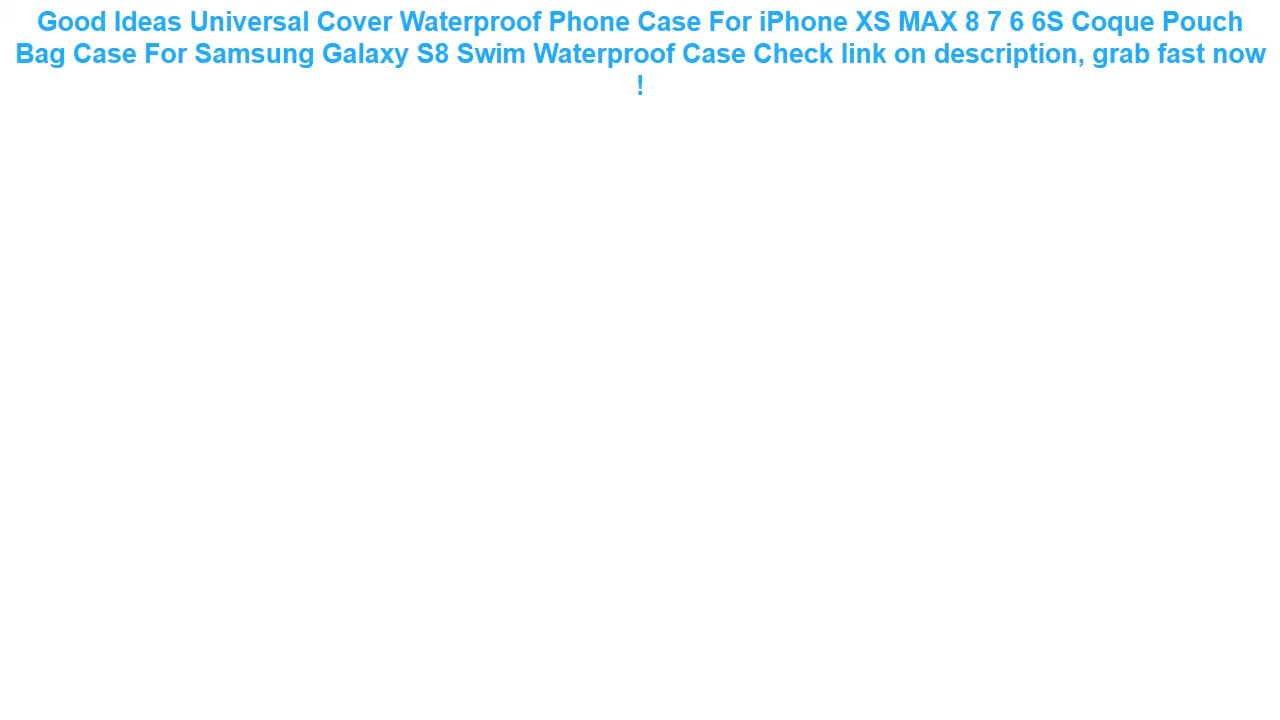 Good Ideas Universal Cover Waterproof Phone Case For iPhone XS MAX 8 7 6 6S Coque Pouch
Bag Case For Samsung Galaxy S8 Swim Waterproof Case Check link on description, grab fast now
!